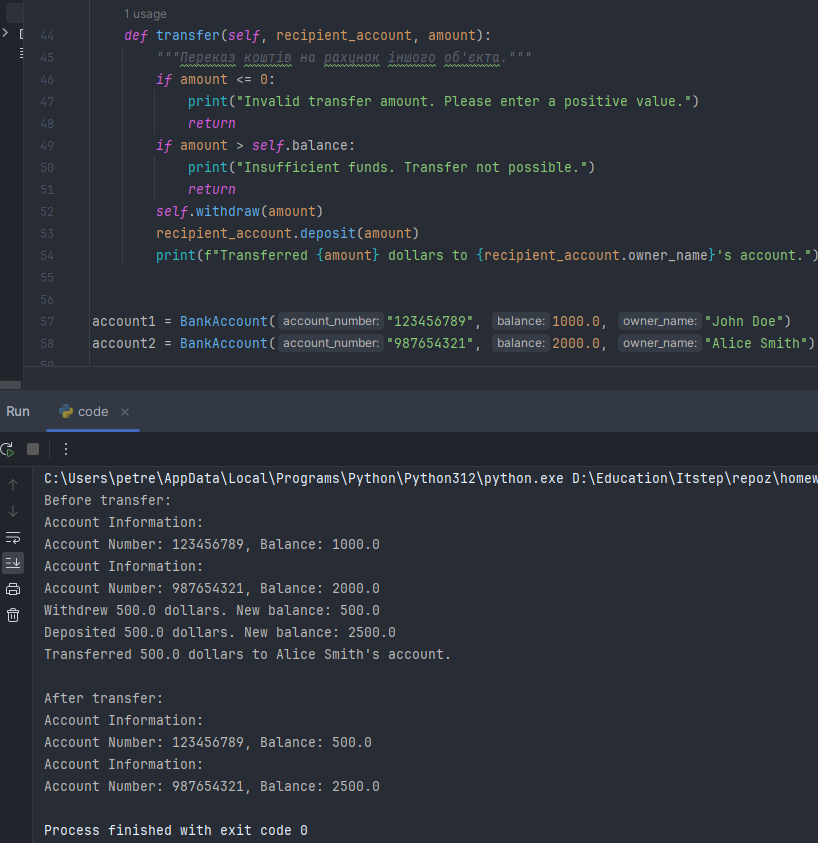 1 usage
44 def transfer(self, recipient_account, amount):
45 """Переказ коштів на рахунок іншого об'єкта."""
46 if amount <= 0:
47 print("Invalid transfer amount. Please enter a positive value.")
48 return
49 if amount > self.balance:
50 print("Insufficient funds. Transfer not possible.")
51 return
52 self.withdraw(amount)
53 recipient_account.deposit(amount)
54 print(f"Transferred {amount} dollars to {recipient_account.owner_name}'s account.")
55
56
57 account1 = BankAccount( account_number: "123456789", balance: 1000.0, owner_name: "John Doe")
58 account2 = BankAccount( account_number: "987654321", balance: 2000.0, owner_name: "Alice Smith")
59
Run code
C:\Users\petre\AppData\Local\Programs\Python\Python312\python.exe D:\Education\Itstep\repoz\homew
Before transfer:
Account Information:
Account Number: 123456789, Balance: 1000.0
Account Information:
Account Number: 987654321, Balance: 2000.0
Withdrew 500.0 dollars. New balance: 500.0
Deposited 500.0 dollars. New balance: 2500.0
Transferred 500.0 dollars to Alice Smith's account.
After transfer:
Account Information:
Account Number: 123456789, Balance: 500.0
Account Information:
Account Number: 987654321, Balance: 2500.0
Process finished with exit code 0